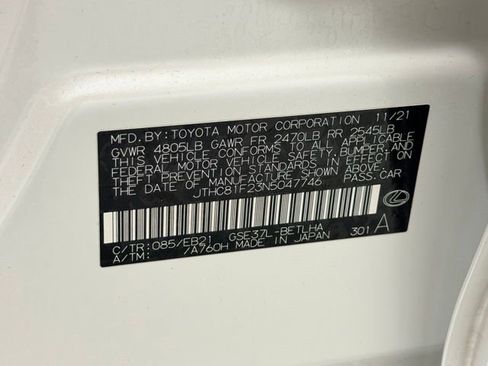 MFD. BY: TOYOTA MOTOR CORPORATION 11/21
GVWR 4805LB GAWR FR 2470LB RR 2545LB
THIS VEHICLE CONFORMS TO ALL APPLICABLE
FEDERAL MOTOR VEHICLE SAFETY, BUMPER, AND
THEFT PREVENTION STANDARDS IN EFFECT ON
THE DATE OF MANUFACTURE SHOWN ABOVE.
JTHC81F23N5047746 PASS.CAR
C/TR: 085/EB21 GSE37L-BETLHA 301 A
A/TM: /A760H MADE IN JAPAN